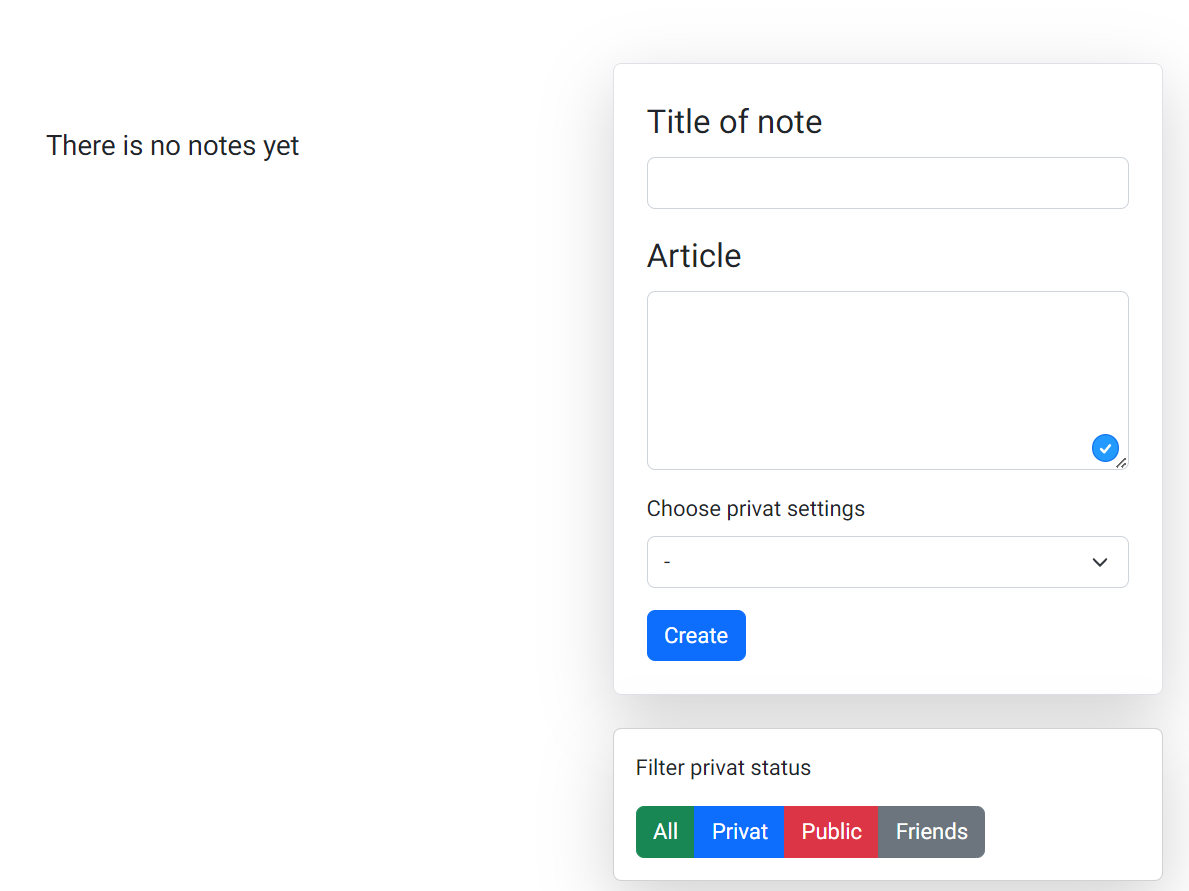 There is no notes yet
Title of note
Article
Choose privat settings
-
Create
Filter privat status
All Privat Public Friends